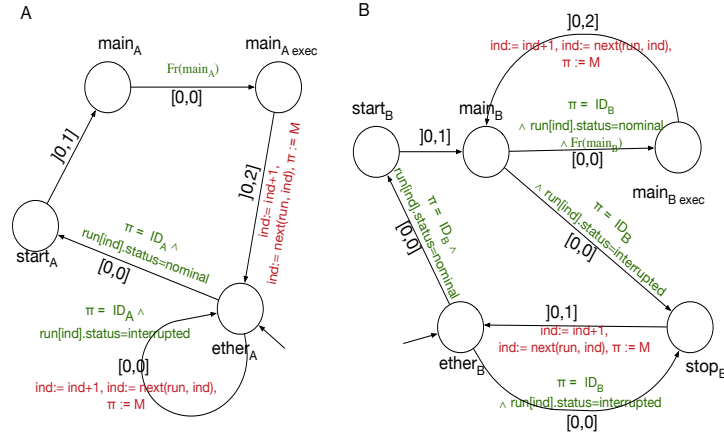 A
main_A
main_A exec
Fr(main_A)
[0,0]
]0,1]
]0,2]
ind:= ind+1,
ind:= next(run, ind), π := M
start_A
π = ID_A ∧
run[ind].status=nominal
[0,0]
π = ID_A ∧
run[ind].status=interrupted
ether_A
[0,0]
ind:= ind+1, ind:= next(run, ind),
π := M
B
]0,2]
ind:= ind+1, ind:= next(run, ind),
π := M
start_B
main_B
]0,1]
π = ID_B
∧ run[ind].status=nominal
∧ Fr(main_B)
[0,0]
main_B exec
π = ID_B ∧
run[ind].status=nominal
[0,0]
π = ID_B
∧ run[ind].status=interrupted
[0,0]
]0,1]
ind:= ind+1,
ind:= next(run, ind), π := M
ether_B
stop_B
π = ID_B
∧ run[ind].status=interrupted
[0,0]